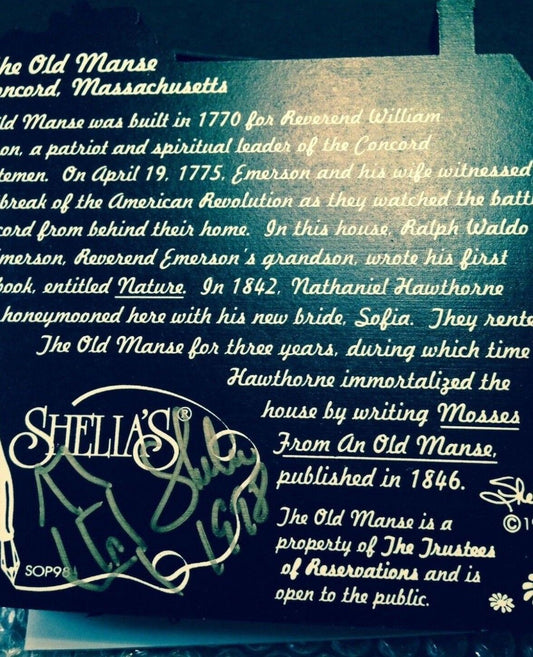 he Old Manse
oncord, Massachusetts
ld Manse was built in 1770 for Reverend William
on, a patriot and spiritual leader of the Concord
temen. On April 19, 1775, Emerson and his wife witnessed
break of the American Revolution as they watched the batt
cord from behind their home. In this house, Ralph Waldo
merson, Reverend Emerson's grandson, wrote his first
book, entitled Nature. In 1842, Nathaniel Hawthorne
honeymooned here with his new bride, Sofia. They rente
The Old Manse for three years, during which time
Hawthorne immortalized the
house by writing Mosses
From An Old Manse,
published in 1846.
SHELIA'S®
Shelia
1998
SOP98
She
©1
The Old Manse is a
property of The Trustees
of Reservations and is
open to the public.